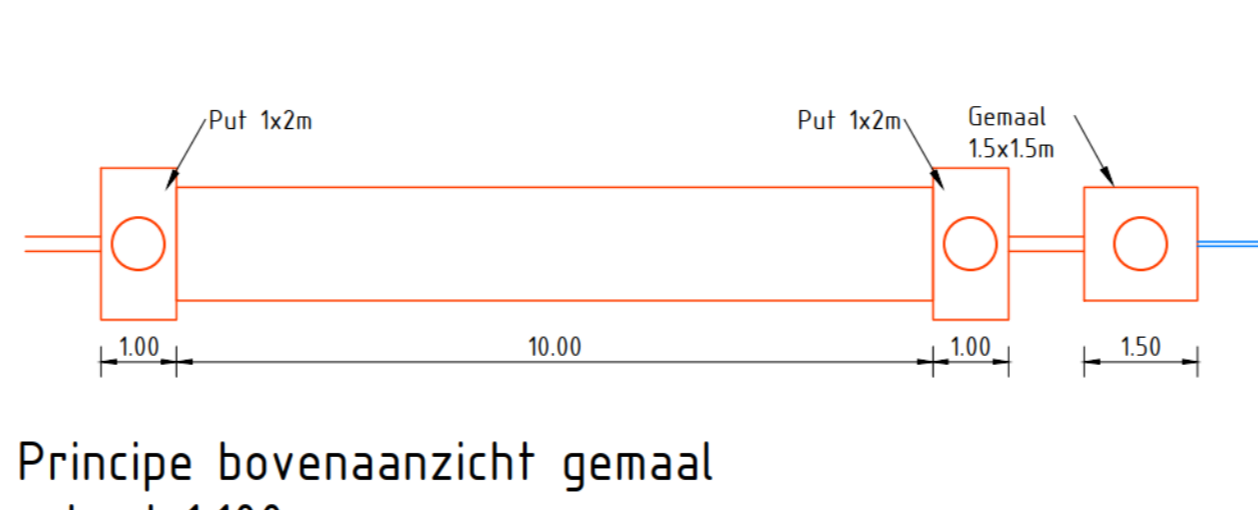 Put 1x2m
Put 1x2m
Gemaal
1.5x1.5m
1.00
10.00
1.00
1.50
Principe bovenaanzicht gemaal